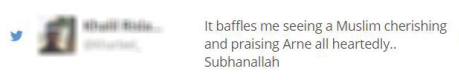 It baffles me seeing a Muslim cherishing
and praising Arne all heartedly..
Subhanallah